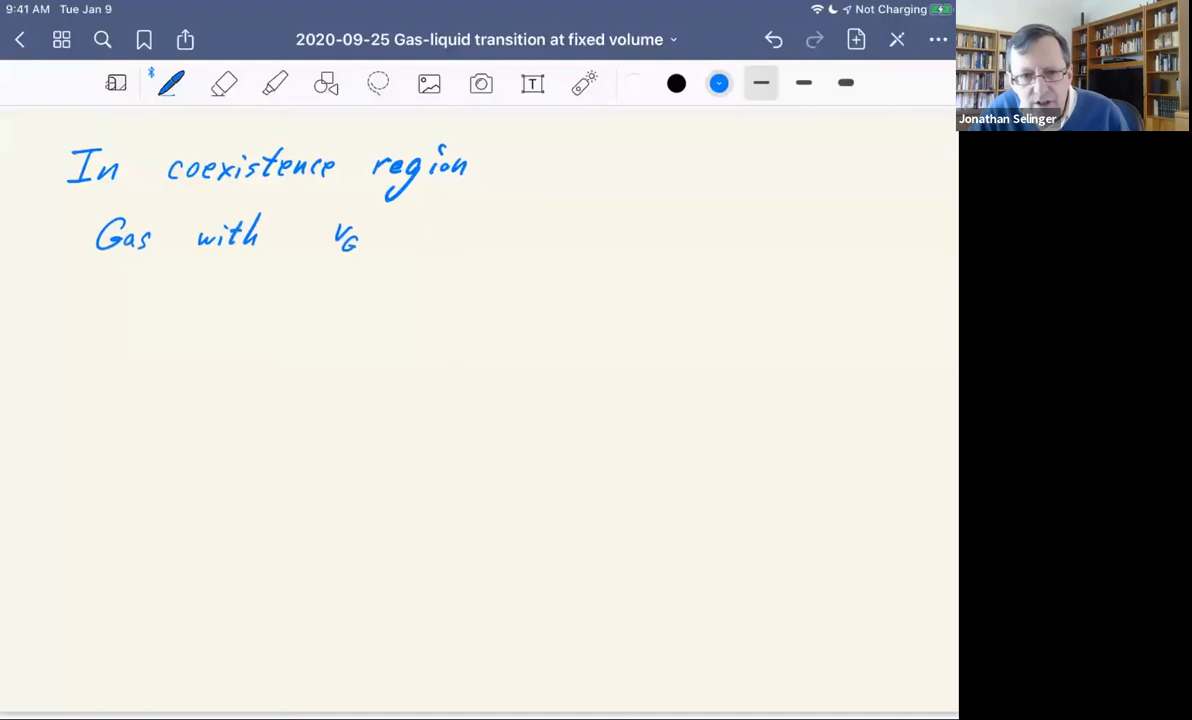 9:41 AM Tue Jan 9
Not Charging
2020-09-25 Gas-liquid transition at fixed volume
T
Jonathan Selinger
In coexistence region
Gas with v_G